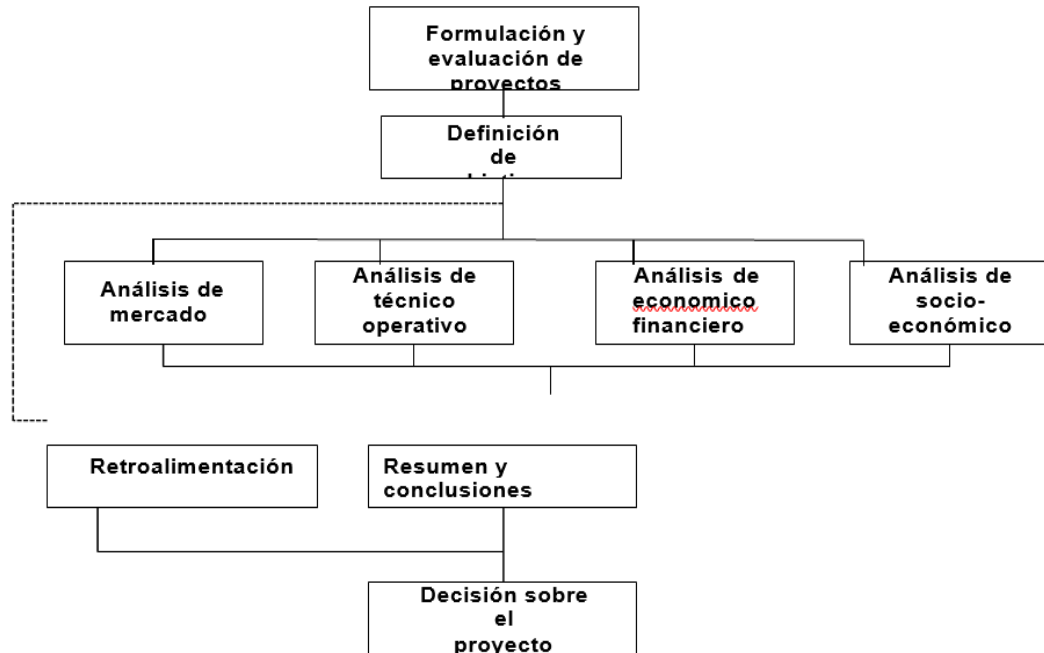 Formulación y
evaluación de
proyectos
Definición
de
Análisis de
mercado
Análisis de
técnico
operativo
Análisis de
economico
financiero
Análisis de
socio-
económico
Retroalimentación
Resumen y
conclusiones
Decisión sobre
el
proyecto